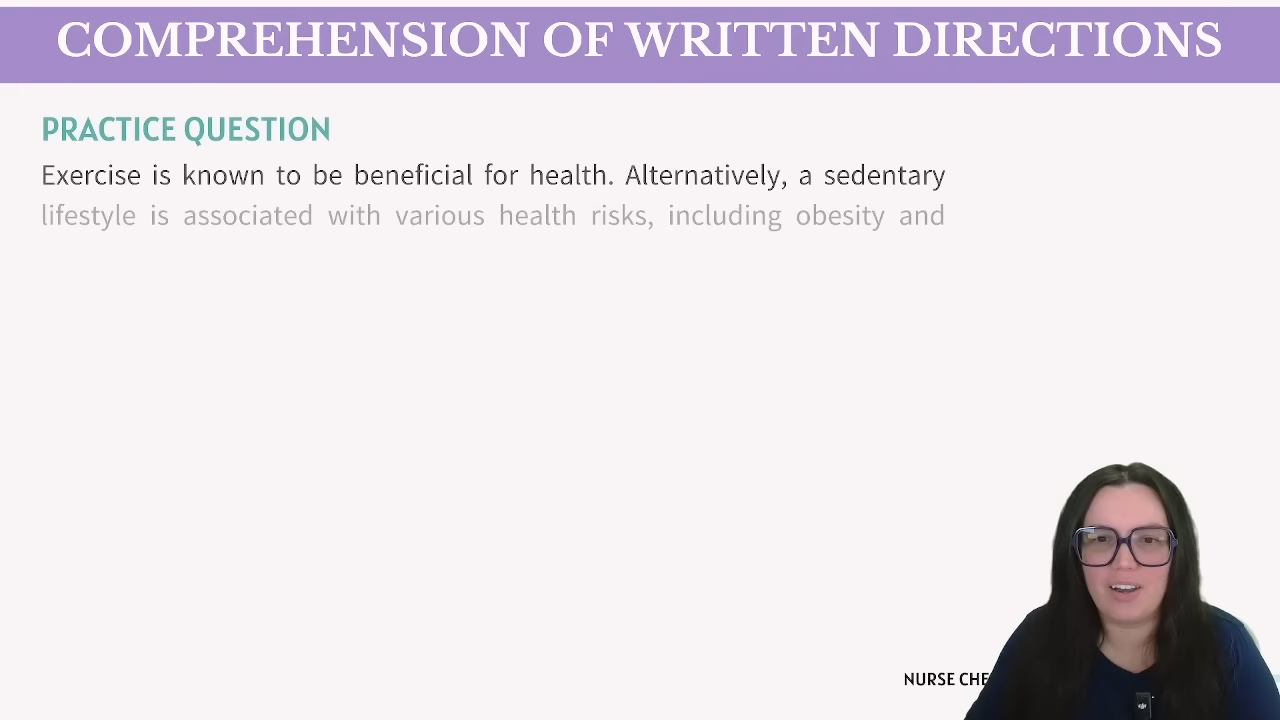 COMPREHENSION OF WRITTEN DIRECTIONS
PRACTICE QUESTION
Exercise is known to be beneficial for health. Alternatively, a sedentary
lifestyle is associated with various health risks, including obesity and
NURSE CHE